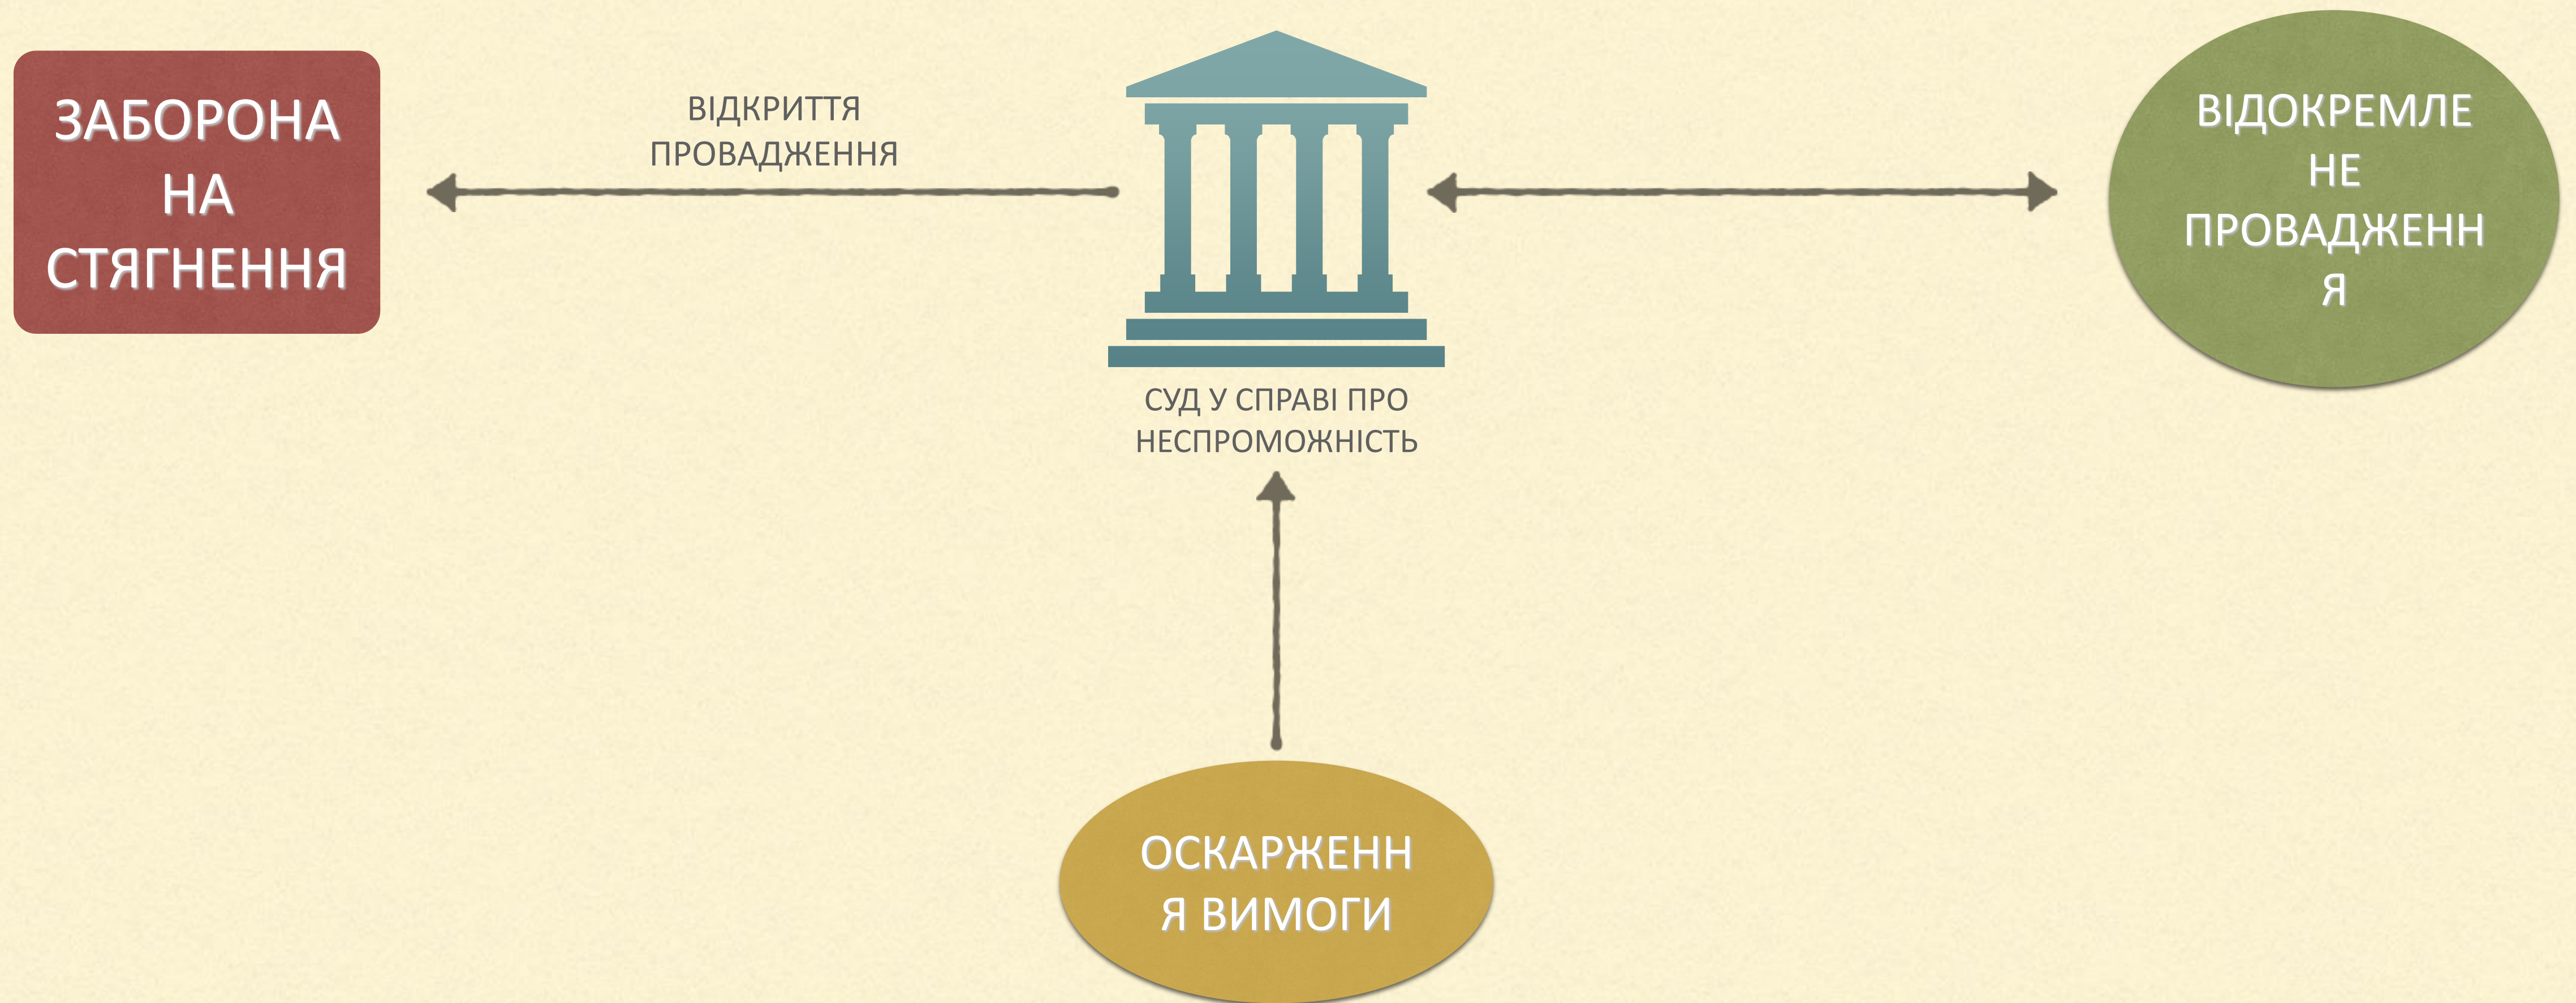 ЗАБОРОНА
НА
СТЯГНЕННЯ
ВІДКРИТТЯ
ПРОВАДЖЕННЯ
СУД У СПРАВІ ПРО
НЕСПРОМОЖНІСТЬ
ВІДОКРЕМЛЕ
НЕ
ПРОВАДЖЕНН
Я
ОСКАРЖЕНН
Я ВИМОГИ